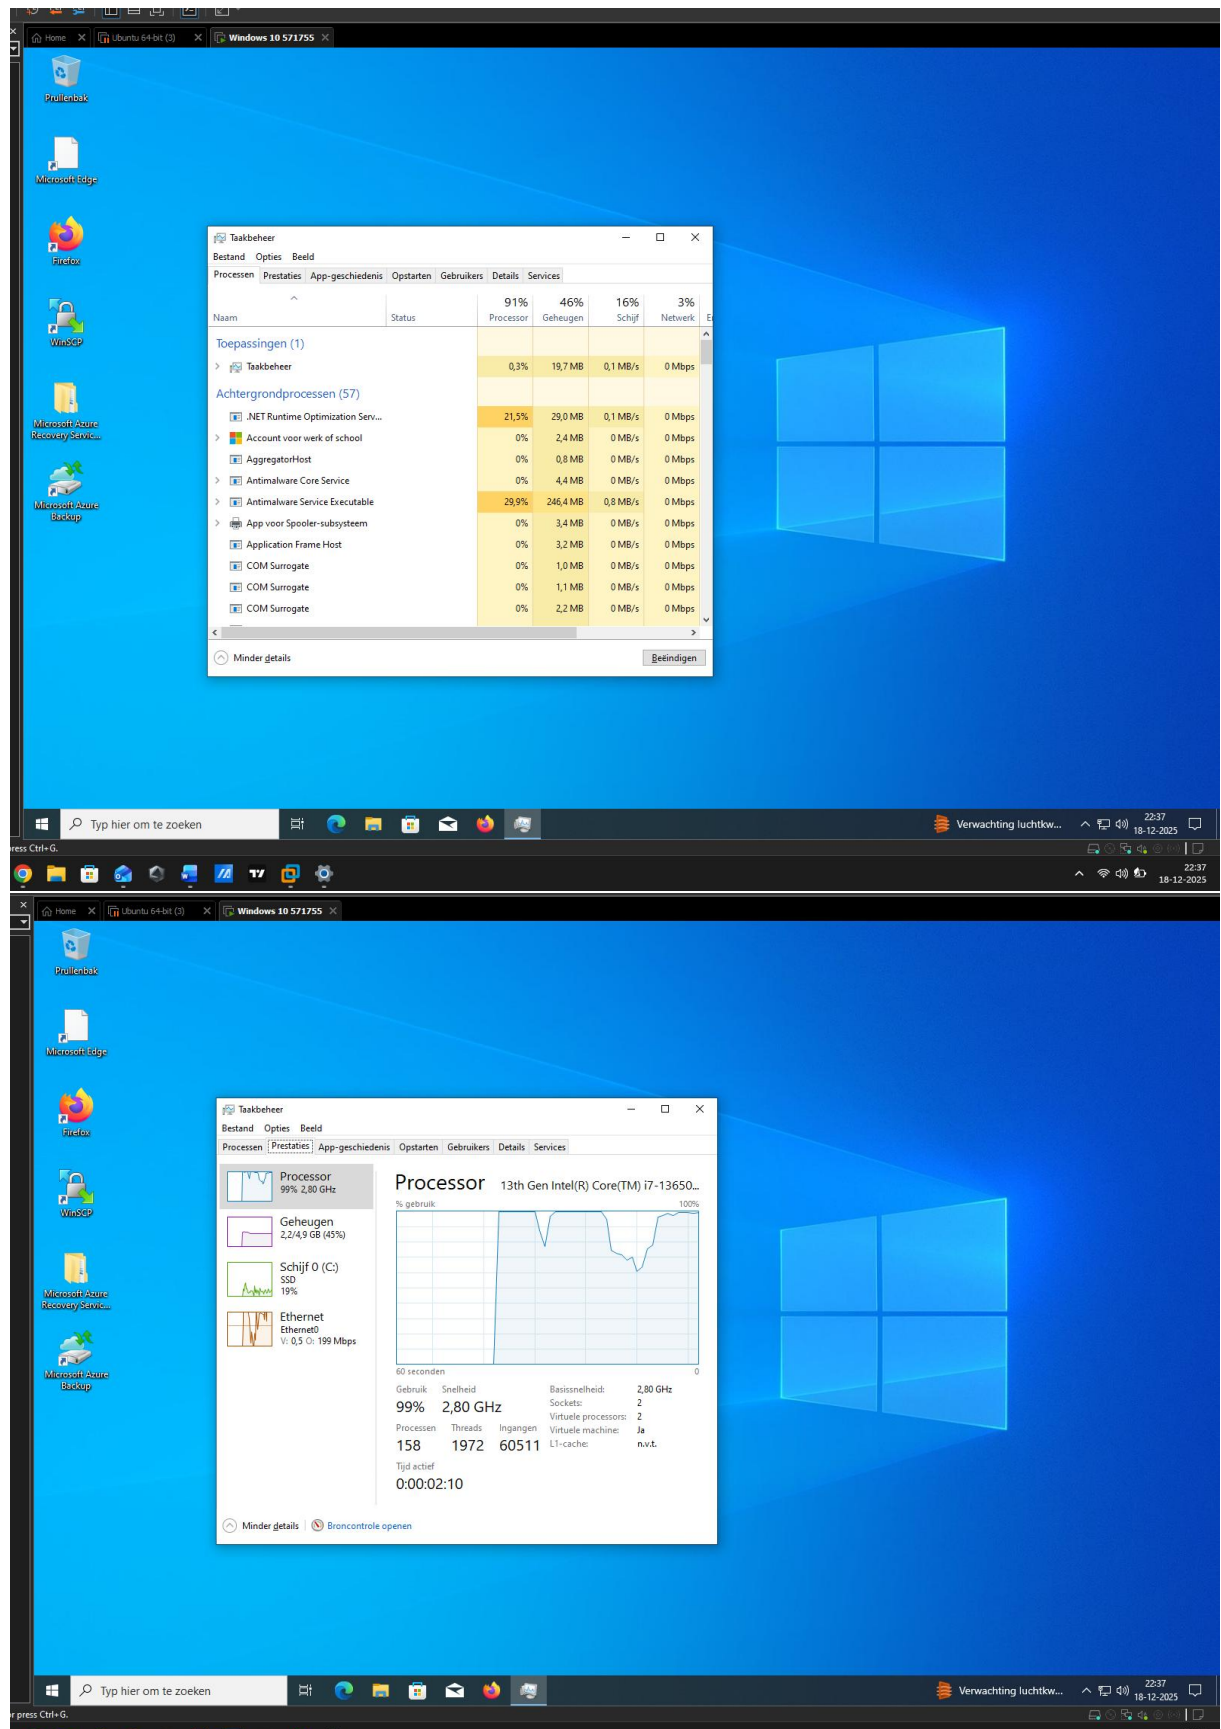 Home
Ubuntu 64-bit (3)
Windows 10 571755
Prullenbak
Microsoft Edge
Firefox
WinSCP
Microsoft Azure
Recovery Servic...
Microsoft Azure
Backup
Taakbeheer
Bestand Opties Beeld
Processen Prestaties App-geschiedenis Opstarten Gebruikers Details Services
91% 46% 16% 3%
Naam Status Processor Geheugen Schijf Netwerk
Toepassingen (1)
Taakbeheer 0,3% 19,7 MB 0,1 MB/s 0 Mbps
Achtergrondprocessen (57)
.NET Runtime Optimization Serv... 21,5% 29,0 MB 0,1 MB/s 0 Mbps
Account voor werk of school 0% 2,4 MB 0 MB/s 0 Mbps
AggregatorHost 0% 0,8 MB 0 MB/s 0 Mbps
Antimalware Core Service 0% 4,4 MB 0 MB/s 0 Mbps
Antimalware Service Executable 29,9% 246,4 MB 0,8 MB/s 0 Mbps
App voor Spooler-subsysteem 0% 3,4 MB 0 MB/s 0 Mbps
Application Frame Host 0% 3,2 MB 0 MB/s 0 Mbps
COM Surrogate 0% 1,0 MB 0 MB/s 0 Mbps
COM Surrogate 0% 1,1 MB 0 MB/s 0 Mbps
COM Surrogate 0% 2,2 MB 0 MB/s 0 Mbps
Minder details
Beëindigen
Typ hier om te zoeken
Verwachting luchtkw...
22:37
18-12-2025
ress Ctrl+G.
22:37
18-12-2025
Home
Ubuntu 64-bit (3)
Windows 10 571755
Prullenbak
Microsoft Edge
Firefox
WinSCP
Microsoft Azure
Recovery Servic...
Microsoft Azure
Backup
Taakbeheer
Bestand Opties Beeld
Processen Prestaties App-geschiedenis Opstarten Gebruikers Details Services
Processor
99% 2,80 GHz
Geheugen
2,2/4,9 GB (45%)
Schijf 0 (C:)
SSD
19%
Ethernet
Ethernet0
V: 0,5 O: 199 Mbps
Processor 13th Gen Intel(R) Core(TM) i7-13650...
% gebruik 100%
60 seconden 0
Gebruik Snelheid
99% 2,80 GHz
Processen Threads Ingangen
158 1972 60511
Tijd actief
0:00:02:10
Basissnelheid: 2,80 GHz
Sockets: 2
Virtuele processors: 2
Virtuele machine: Ja
L1-cache: n.v.t.
Minder details
Broncontrole openen
Typ hier om te zoeken
Verwachting luchtkw...
22:37
18-12-2025
or press Ctrl+G.